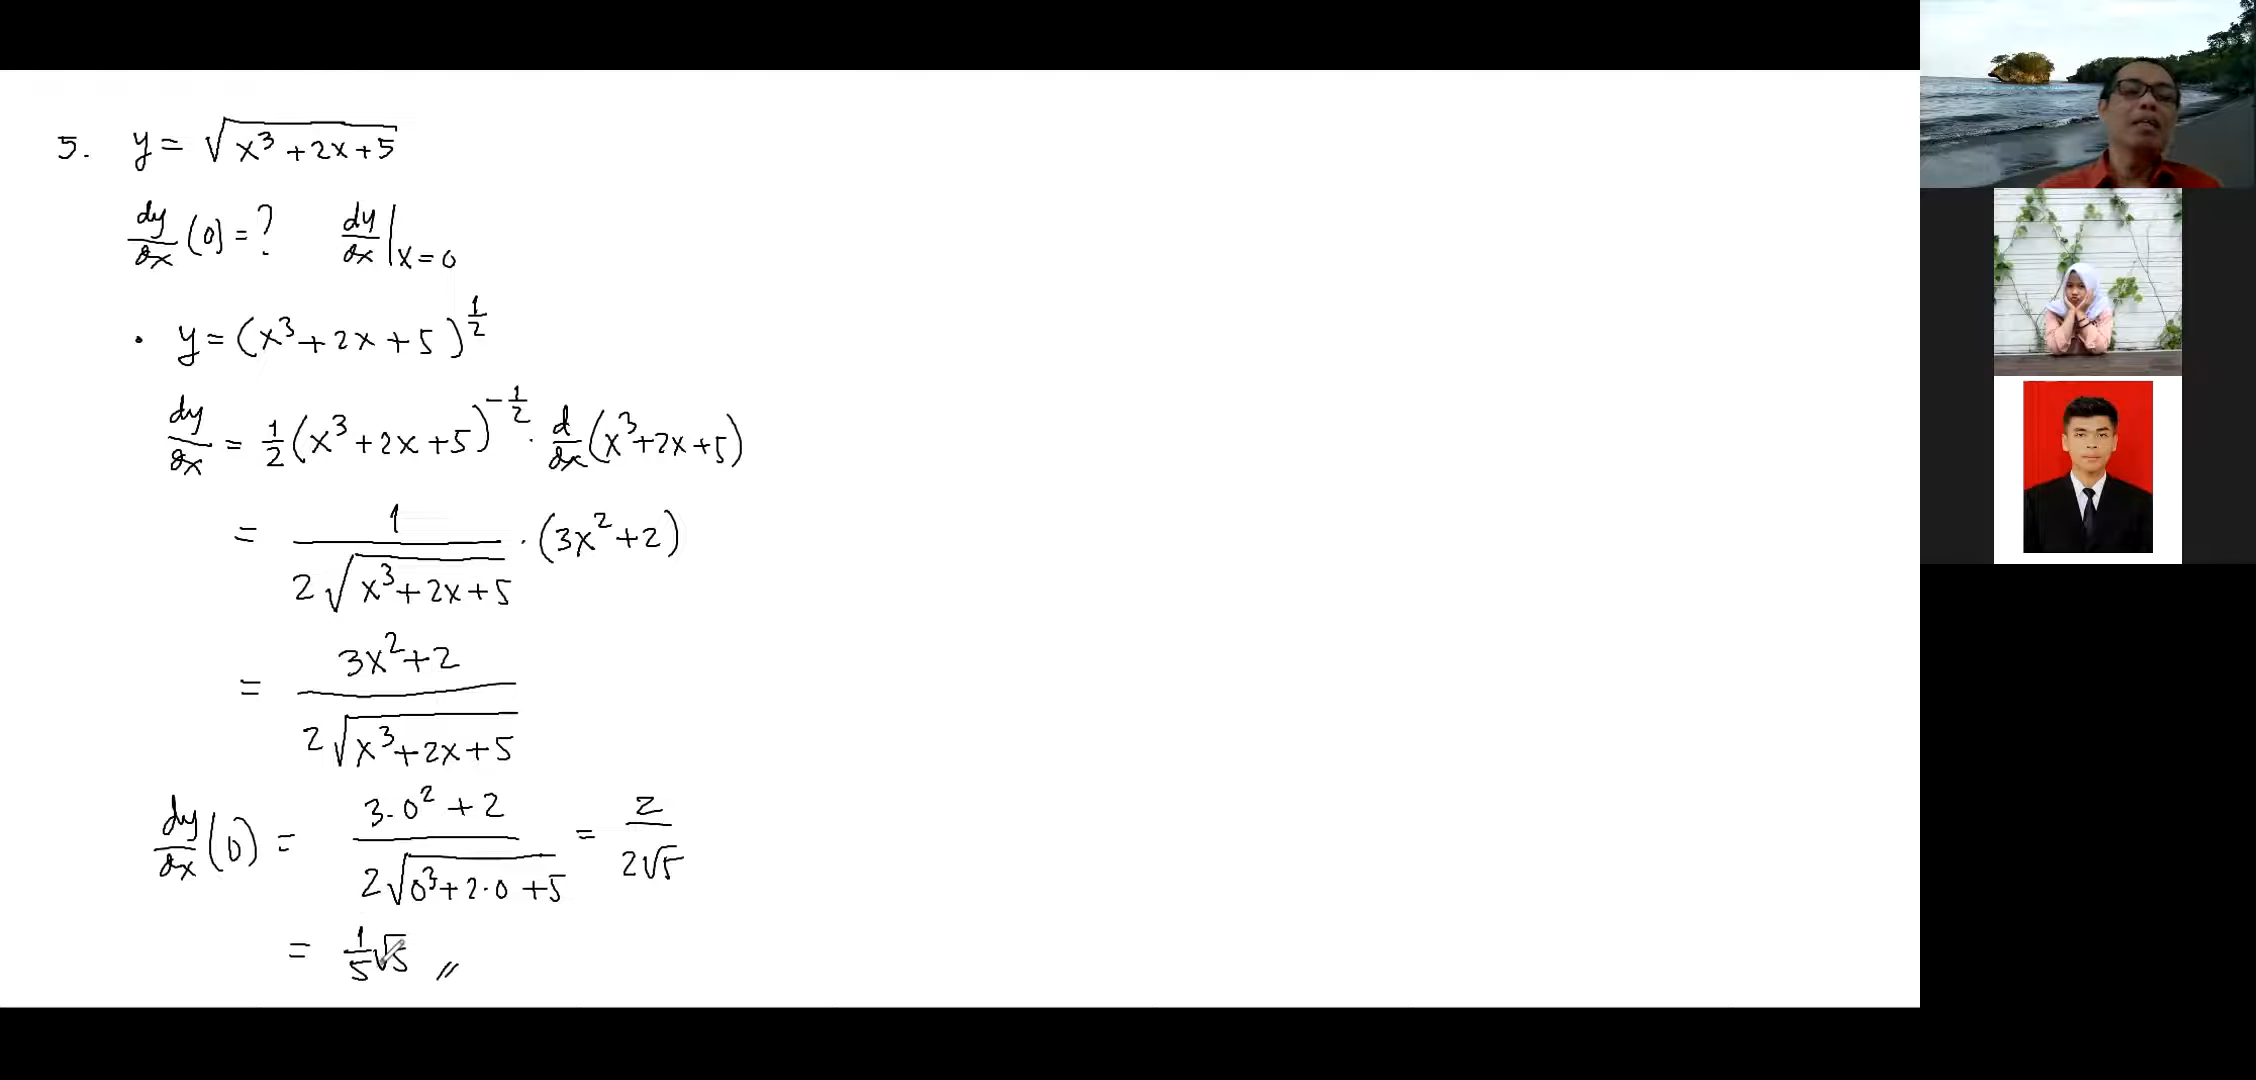 5. y = √(x³ + 2x + 5)
dy/dx (0) = ? dy/dx |x = 0
• y = (x³ + 2x + 5)^(1/2)
dy/dx = 1/2 (x³ + 2x + 5)^(-1/2) · d/dx (x³ + 2x + 5)
= 1/(2√(x³ + 2x + 5)) · (3x² + 2)
= (3x² + 2)/(2√(x³ + 2x + 5))
dy/dx (0) = (3·0² + 2)/(2√(0³ + 2·0 + 5)) = 2/(2√5)
= 1/5 √5 //